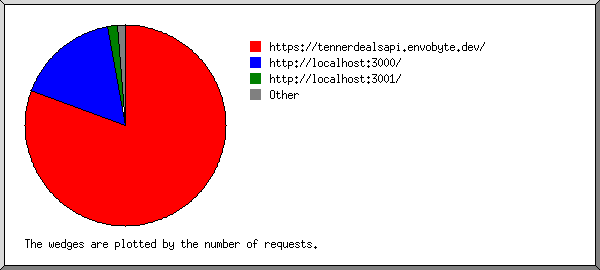 https://tennerdealsapi.envobyte.dev/
http://localhost:3000/
http://localhost:3001/
Other
The wedges are plotted by the number of requests.